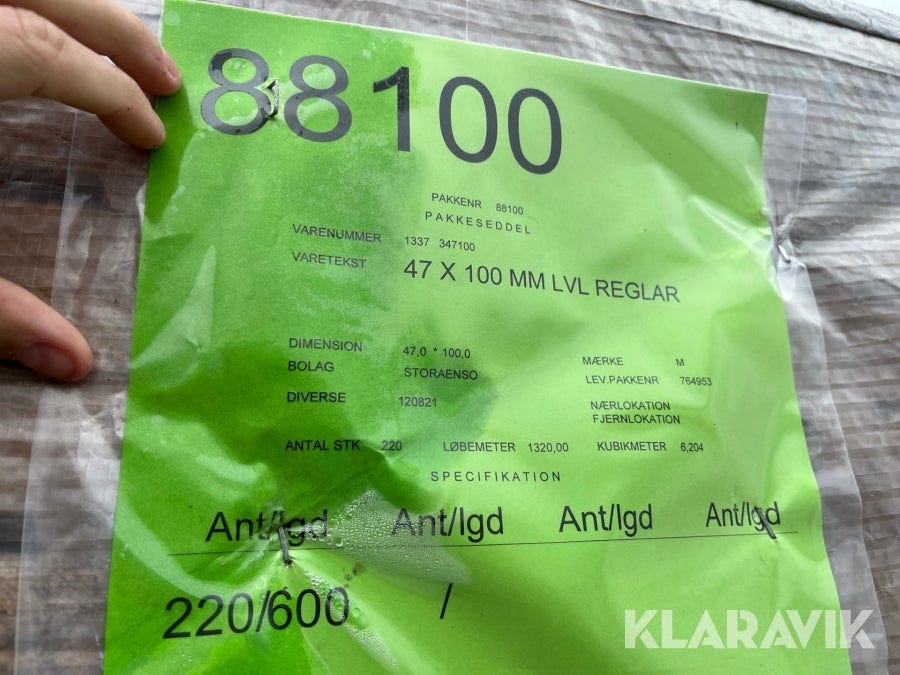 88100
PAKKENR 88100
PAKKESEDDEL
VARENUMMER 1337 347100
VARETEKST 47 X 100 MM LVL REGLAR
DIMENSION 47,0 * 100,0 MÆRKE M
BOLAG STORAENSO LEV.PAKKENR 764953
DIVERSE 120821 NÆRLOKATION
FJERNLOKATION
ANTAL STK 220 LØBEMETER 1320,00 KUBIKMETER 6,204
SPECIFIKATION
Ant/lgd Ant/lgd Ant/lgd Ant/lgd
220/600 /
KLARAVIK